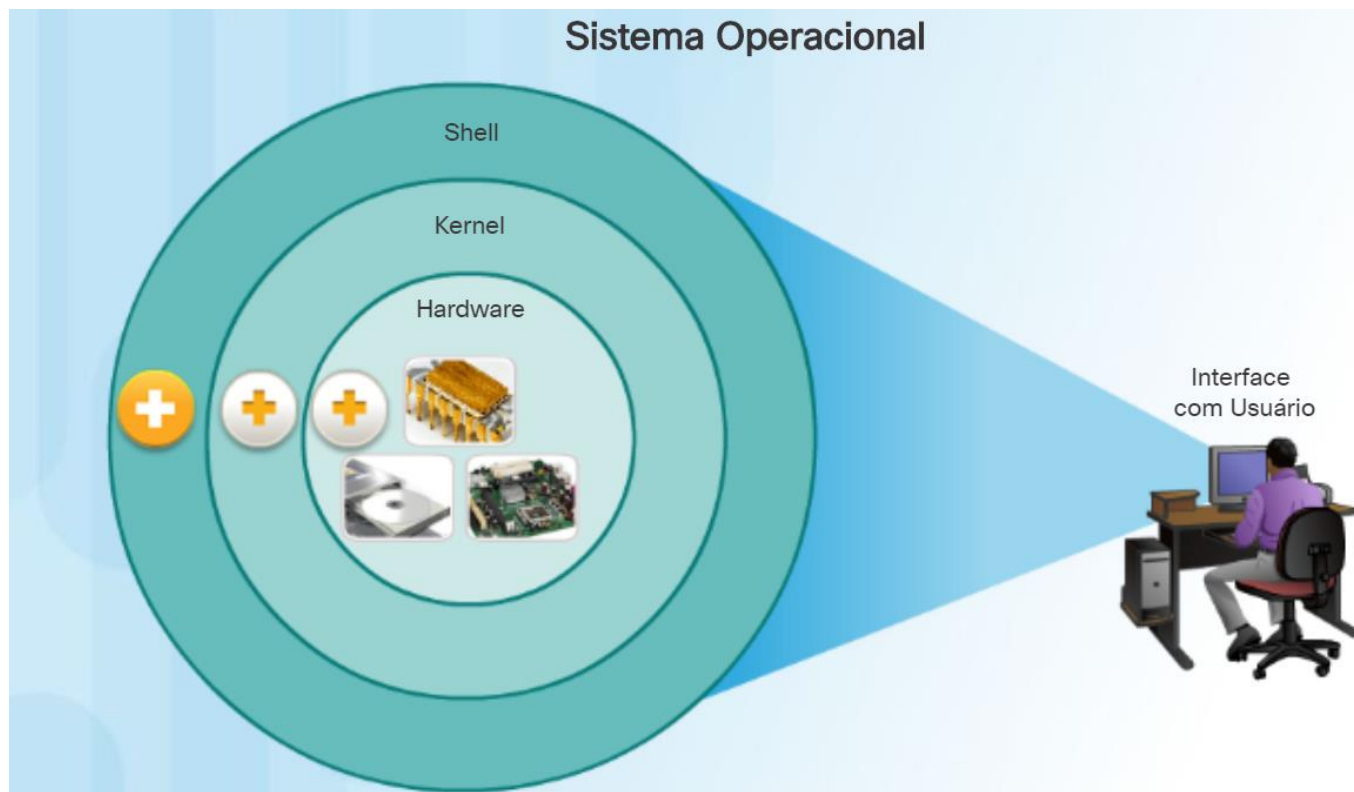 Sistema Operacional
Shell
Kernel
Hardware
Interface
com Usuário